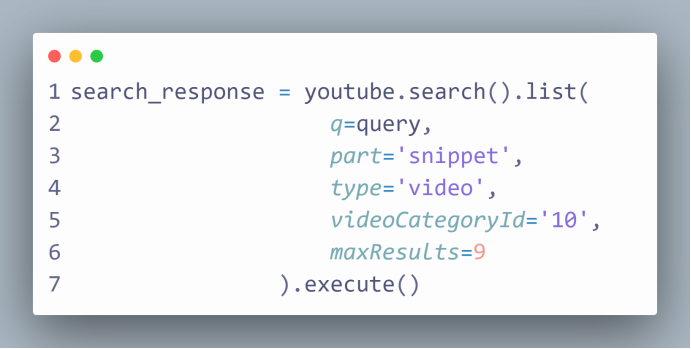 1 search_response = youtube.search().list(
2                     q=query,
3                     part='snippet',
4                     type='video',
5                     videoCategoryId='10',
6                     maxResults=9
7                 ).execute()